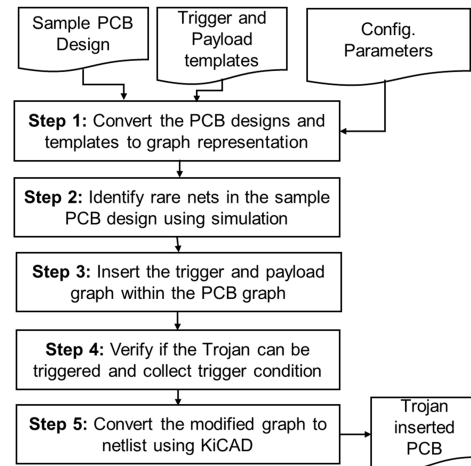 Sample PCB
Design
Trigger and
Payload
templates
Config.
Parameters
Step 1: Convert the PCB designs and
templates to graph representation
Step 2: Identify rare nets in the sample
PCB design using simulation
Step 3: Insert the trigger and payload
graph within the PCB graph
Step 4: Verify if the Trojan can be
triggered and collect trigger condition
Step 5: Convert the modified graph to
netlist using KiCAD
Trojan
inserted
PCB